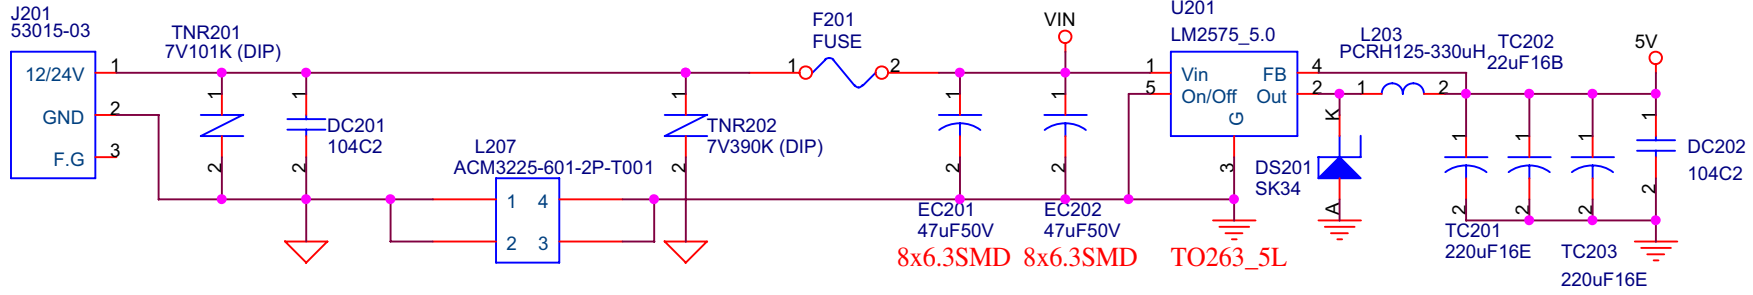 J201
53015-03
12/24V
GND
F.G
1
2
3
TNR201
7V101K (DIP)
1
2
1
2
DC201
104C2
L207
ACM3225-601-2P-T001
1 4
2 3
1
2
TNR202
7V390K (DIP)
F201
FUSE
1
2
VIN
1
2
EC201
47uF50V
8x6.3SMD
1
2
EC202
47uF50V
8x6.3SMD
U201
LM2575_5.0
1
5
Vin FB
On/Off Out
G
4
2
3
TO263_5L
K
DS201
SK34
A
L203
PCRH125-330uH
1
2
TC202
22uF16B
5V
1
2
TC201
220uF16E
1
2
1
2
TC203
220uF16E
1
2
DC202
104C2